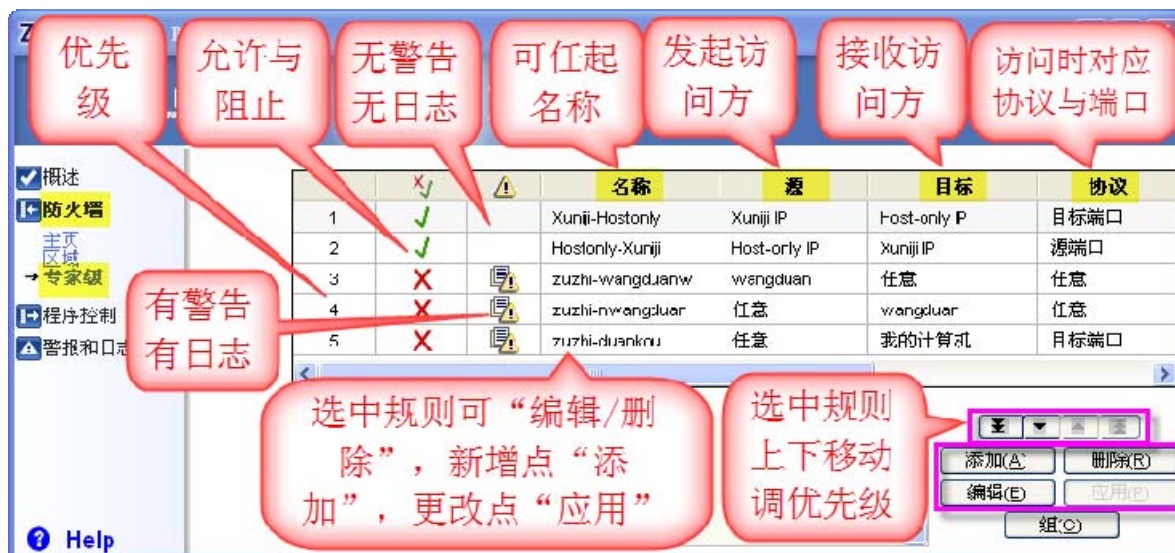 优先
级
允许与
阻止
无警告
无日志
可任起
名称
发起访
问方
接收访
问方
访问时对应
协议与端口
概述
防火墙
主页
区域
专家级
程序控制
警报和日志
Help
名称 源 目标 协议
1 Xuniji-Hostonly Xuniji IP Host-only IP 目标端口
2 Hostonly-Xuniji Host-only IP Xuniji IP 源端口
3 zuzhi-wangduanw wangduan 任意 任意
4 zuzhi-nwangduan 任意 wangduan 任意
5 zuzhi-duankou 任意 我的计算机 目标端口
有警告
有日志
选中规则可“编辑/删
除”，新增点“添
加”，更改点“应用”
选中规则
上下移动
调优先级
添加(A) 删除(R)
编辑(E) 应用(P)
组(O)